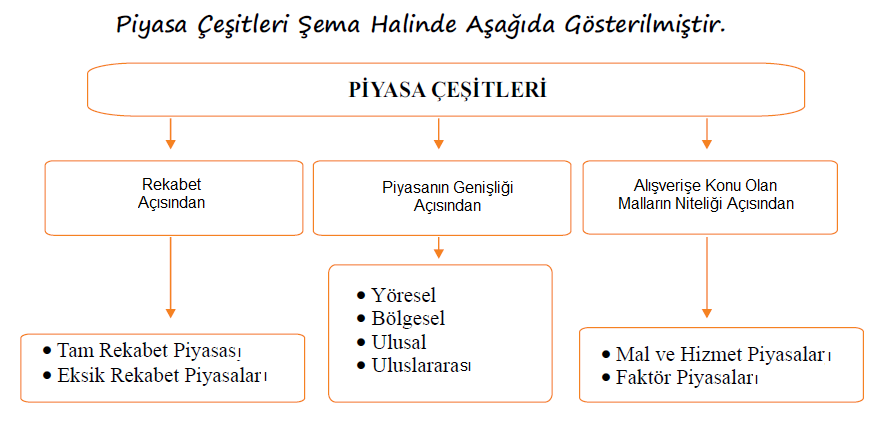 Piyasa Çeşitleri Şema Halinde Aşağıda Gösterilmiştir.
PİYASA ÇEŞİTLERİ
Rekabet
Açısından
Piyasanın Genişliği
Açısından
Alışverişe Konu Olan
Malların Niteliği Açısından
• Tam Rekabet Piyasası
• Eksik Rekabet Piyasaları
• Yöresel
• Bölgesel
• Ulusal
• Uluslararası
• Mal ve Hizmet Piyasaları
• Faktör Piyasaları